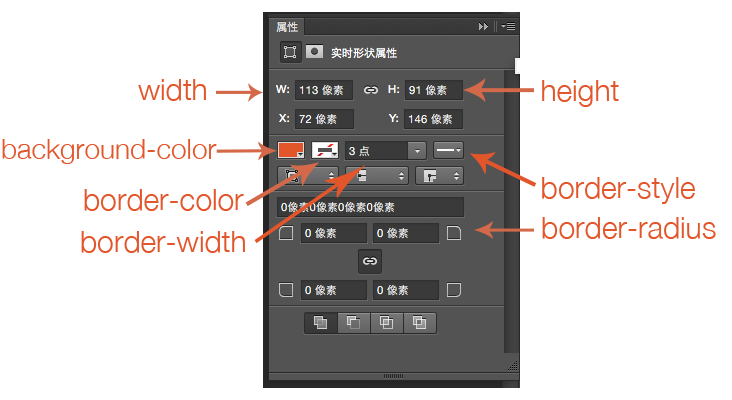 属性
实时形状属性
width
W: 113 像素 H: 91 像素
height
X: 72 像素 Y: 146 像素
background-color
3 点
border-color
border-style
border-width
0像素0像素0像素0像素
border-radius
0 像素 0 像素
0 像素 0 像素